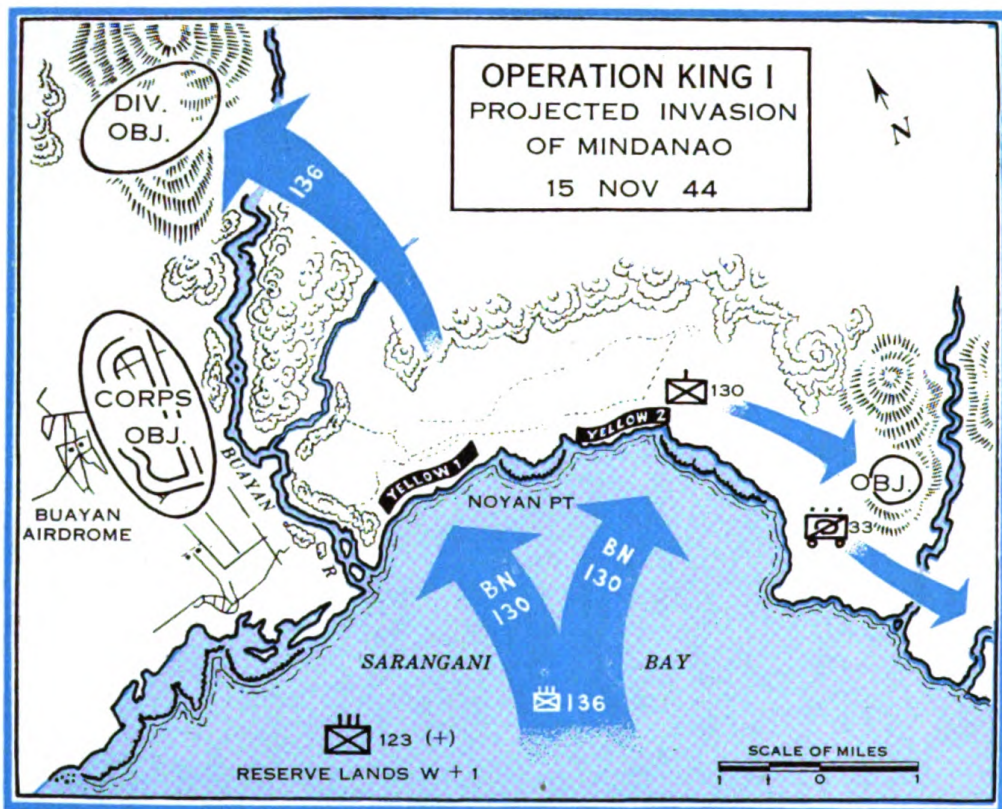 OPERATION KING I
PROJECTED INVASION
OF MINDANAO
15 NOV 44
N
DIV.
OBJ.
136
CORPS
OBJ.
BUAYAN
AIRDROME
BUAYAN
R
YELLOW 1
YELLOW 2
130
OBJ.
33
NOYAN PT
BN
130
BN
130
SARANGANI
BAY
136
123 (+)
RESERVE LANDS W + 1
SCALE OF MILES
1 1 0 1